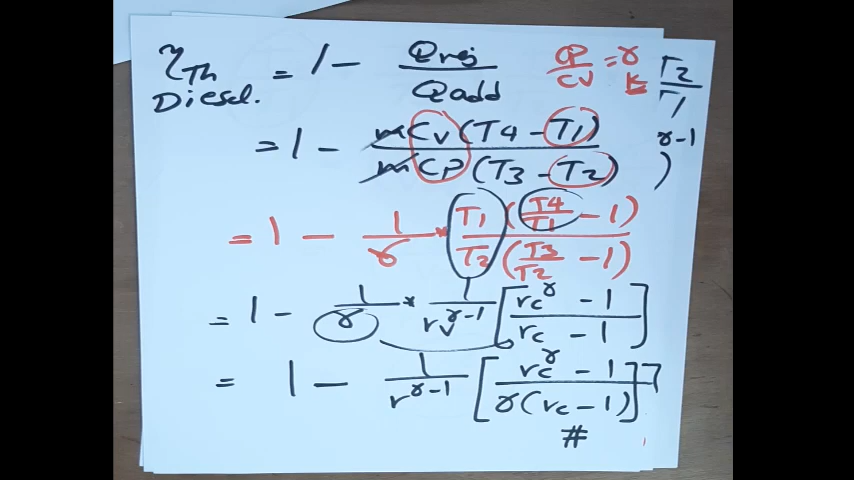 ηTh Diesel. = 1 − Qrej / Qadd
CP / CV = γ
K
T2 / T1
= 1 − mCv (T4 − T1) / mCP (T3 − T2)
) γ−1
= 1 − 1/γ * T1 (T4/T1 − 1) / T2 (T3/T2 − 1)
= 1 − 1/γ * 1/rv^γ−1 [ rc^γ − 1 / rc − 1 ]
= 1 − 1/r^γ−1 [ rc^γ − 1 / γ(rc − 1) ]
#